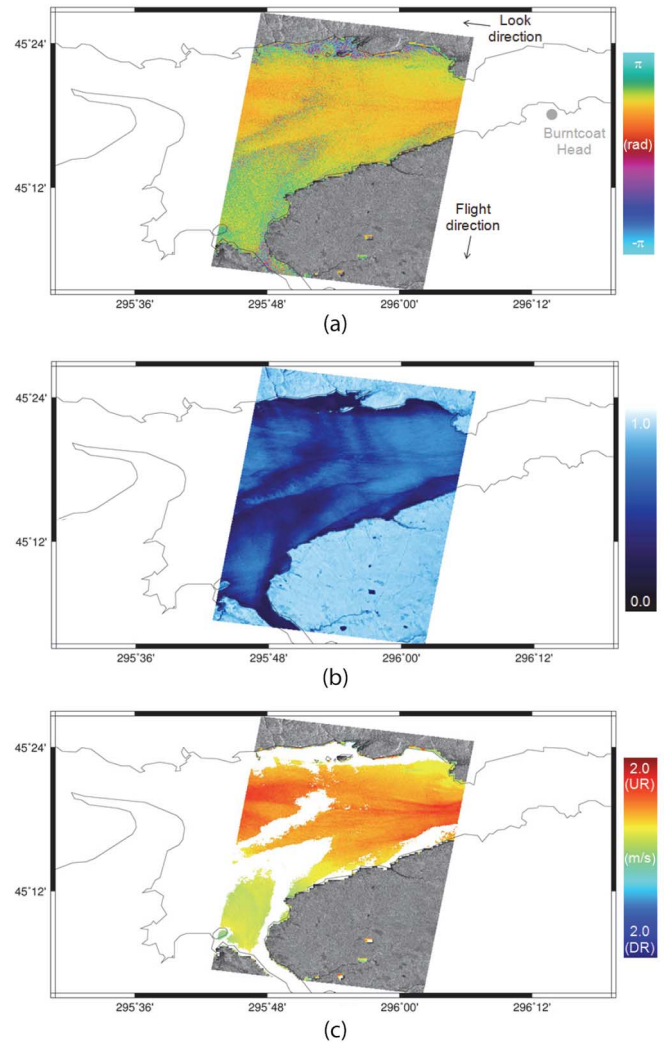 Look
direction
45˚24'
π
(rad)
Burntcoat
Head
45˚12'
Flight
direction
-π
295˚36' 295˚48' 296˚00' 296˚12'
(a)
45˚24'
1.0
45˚12'
0.0
295˚36' 295˚48' 296˚00' 296˚12'
(b)
45˚24'
2.0
(UR)
(m/s)
45˚12'
2.0
(DR)
295˚36' 295˚48' 296˚00' 296˚12'
(c)